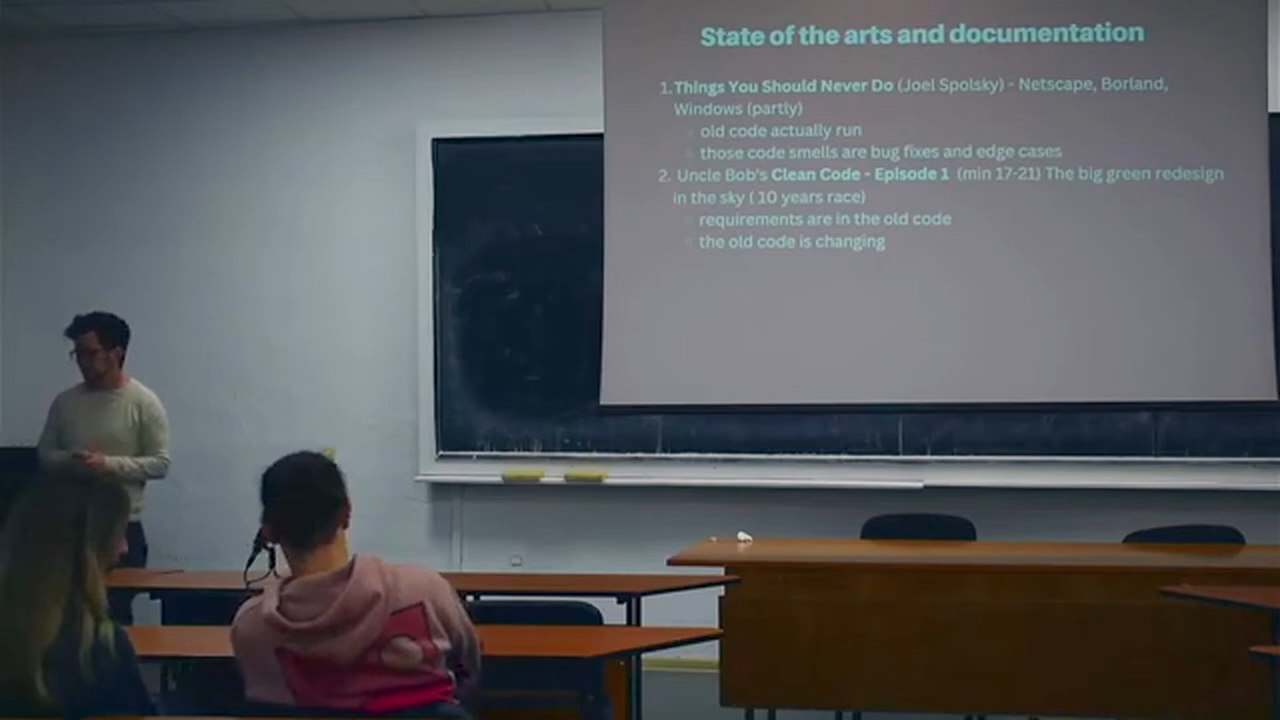 State of the arts and documentation
1. Things You Should Never Do (Joel Spolsky) - Netscape, Borland,
Windows (partly)
old code actually run
those code smells are bug fixes and edge cases
2. Uncle Bob's Clean Code - Episode 1 (min 17-21) The big green redesign
in the sky ( 10 years race)
requirements are in the old code
the old code is changing